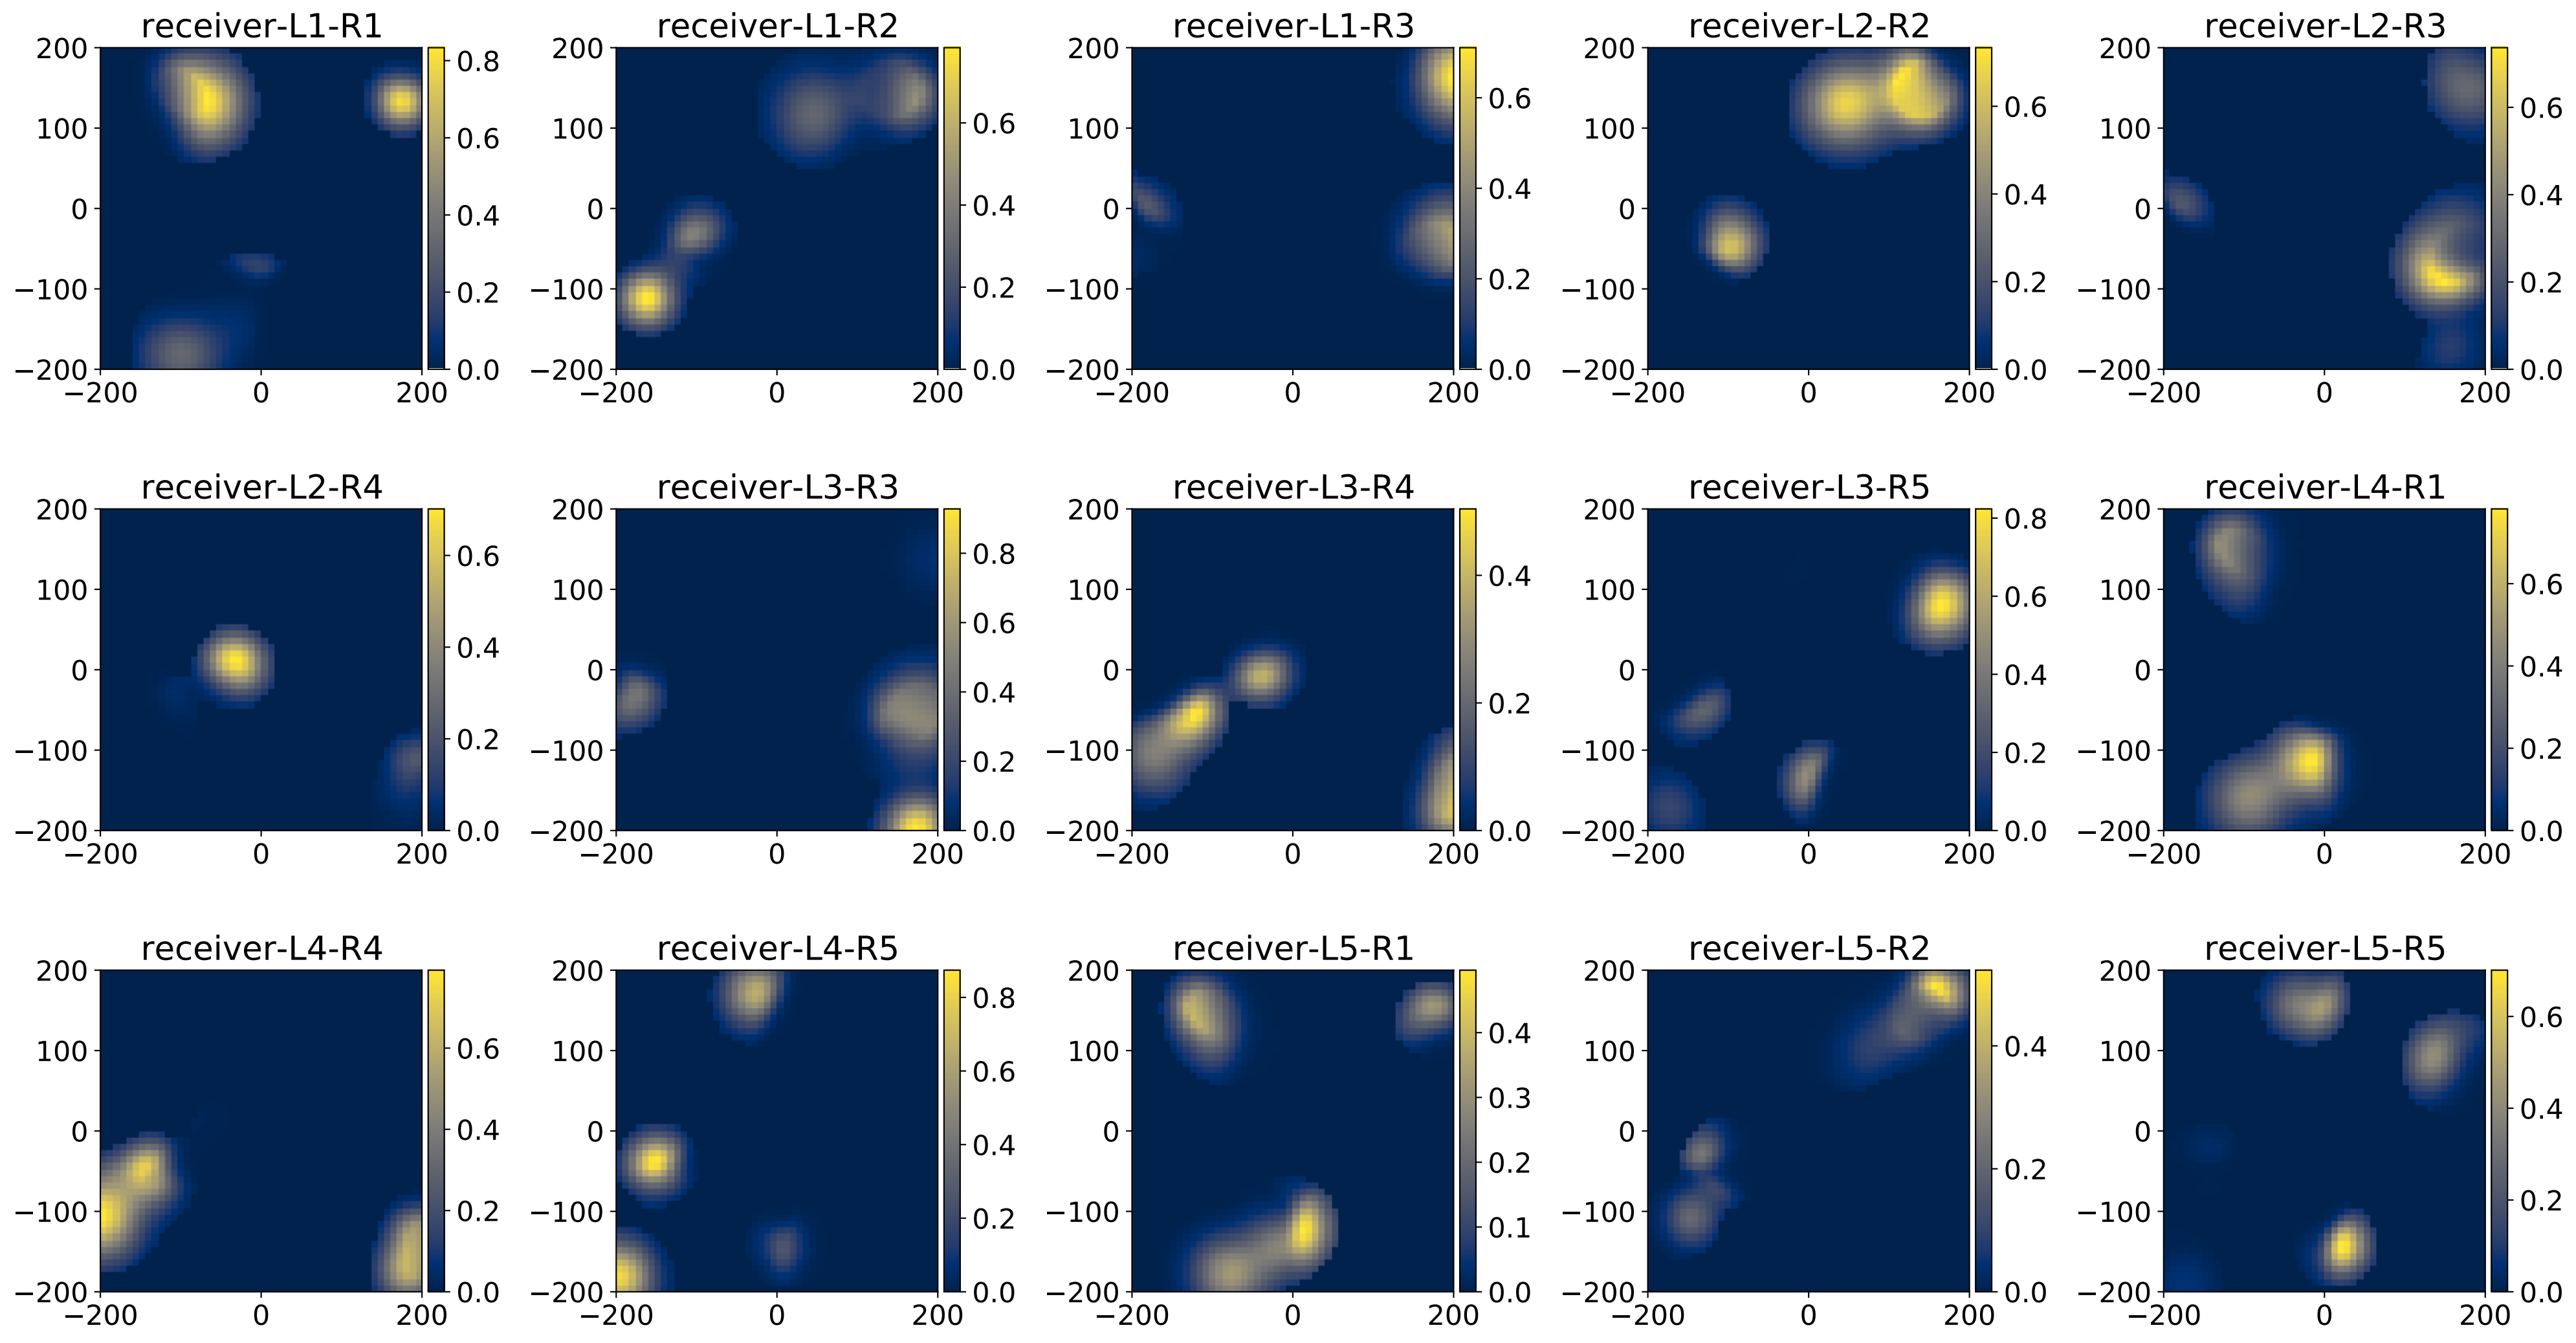 receiver-L1-R1 receiver-L1-R2 receiver-L1-R3 receiver-L2-R2 receiver-L2-R3
200 0.8 200 200 200 200
0.6 0.6 0.6 0.6 0.6
100 100 100 100 100
0 0.4 0 0.4 0 0.4 0 0.4 0 0.4
−100 0.2 −100 0.2 −100 0.2 −100 0.2 −100 0.2
−200 0.0 −200 0.0 −200 0.0 −200 0.0 −200 0.0
−200 0 200 −200 0 200 −200 0 200 −200 0 200 −200 0 200
receiver-L2-R4 receiver-L3-R3 receiver-L3-R4 receiver-L3-R5 receiver-L4-R1
200 200 200 200 0.8 200
0.6 0.8 0.4 0.6 0.6
100 100 0.6 100 100 100
0 0.4 0 0.4 0 0.2 0 0.4 0 0.4
−100 0.2 −100 0.2 −100 −100 0.2 −100 0.2
−200 0.0 −200 0.0 −200 0.0 −200 0.0 −200 0.0
−200 0 200 −200 0 200 −200 0 200 −200 0 200 −200 0 200
receiver-L4-R4 receiver-L4-R5 receiver-L5-R1 receiver-L5-R2 receiver-L5-R5
200 200 0.8 200 200 200
0.6 0.6 0.4 0.4 0.6
100 100 100 0.3 100 100
0 0.4 0 0.4 0 0.2 0 0.2 0 0.4
−100 0.2 −100 0.2 −100 0.1 −100 −100 0.2
−200 0.0 −200 0.0 −200 0.0 −200 0.0 −200 0.0
−200 0 200 −200 0 200 −200 0 200 −200 0 200 −200 0 200